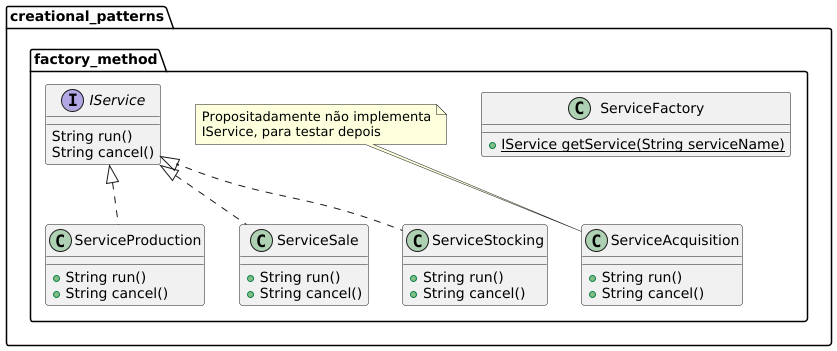 creational_patterns
factory_method
I IService
String run()
String cancel()
Propositadamente não implementa
IService, para testar depois
C ServiceFactory
IService getService(String serviceName)
C ServiceProduction
String run()
String cancel()
C ServiceSale
String run()
String cancel()
C ServiceStocking
String run()
String cancel()
C ServiceAcquisition
String run()
String cancel()